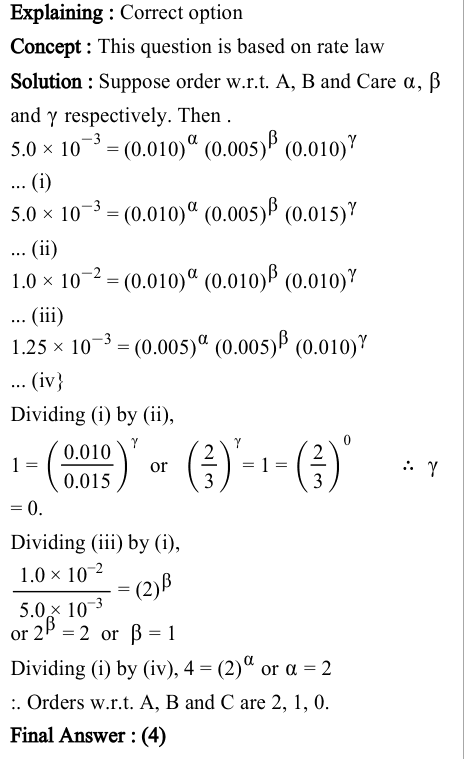 Explaining : Correct option
Concept : This question is based on rate law
Solution : Suppose order w.r.t. A, B and Care α, β
and γ respectively. Then .
5.0 × 10⁻³ = (0.010)^α (0.005)^β (0.010)^γ
... (i)
5.0 × 10⁻³ = (0.010)^α (0.005)^β (0.015)^γ
... (ii)
1.0 × 10⁻² = (0.010)^α (0.010)^β (0.010)^γ
... (iii)
1.25 × 10⁻³ = (0.005)^α (0.005)^β (0.010)^γ
... (iv}
Dividing (i) by (ii),
1 = (0.010/0.015)^γ or (2/3)^γ = 1 = (2/3)^0 ∴ γ
= 0.
Dividing (iii) by (i),
1.0 × 10⁻²/5.0 × 10⁻³ = (2)^β
or 2^β = 2 or β = 1
Dividing (i) by (iv), 4 = (2)^α or α = 2
:. Orders w.r.t. A, B and C are 2, 1, 0.
Final Answer : (4)